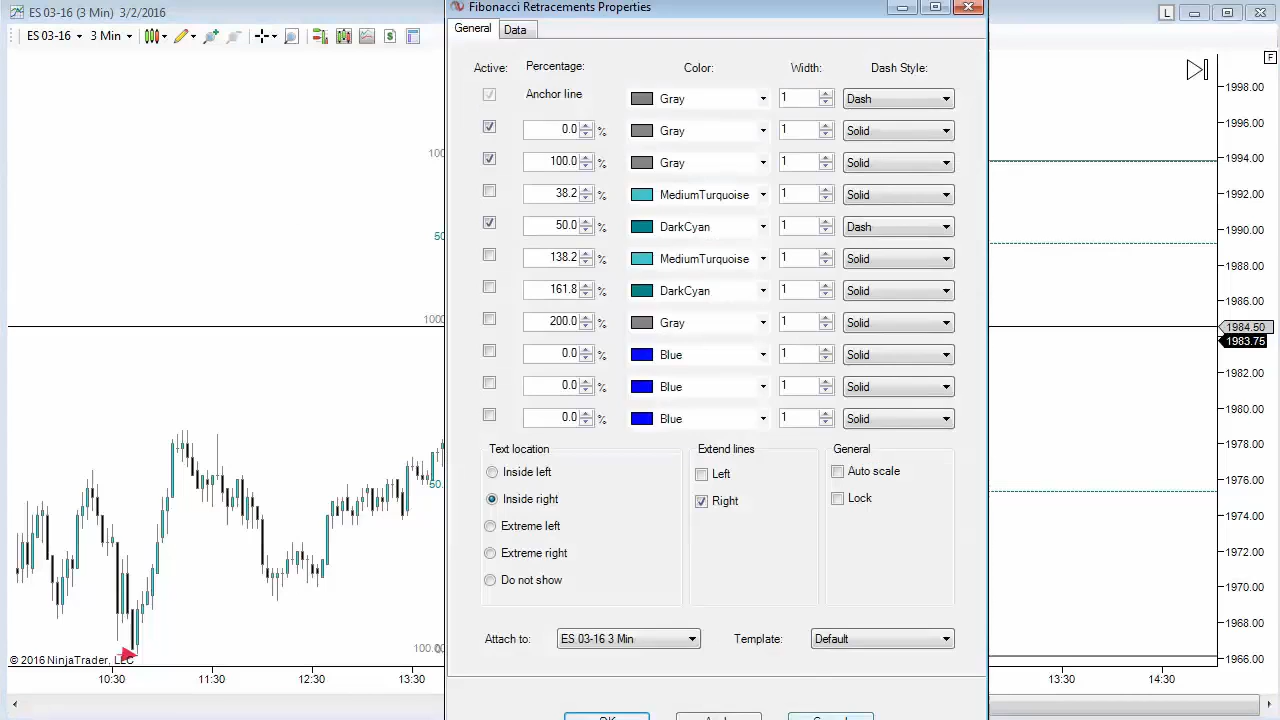 ES 03-16 (3 Min) 3/2/2016
Fibonacci Retracements Properties
L
ES 03-16 3 Min $
F
General Data
Active: Percentage: Color: Width: Dash Style:
Anchor line Gray 1 Dash
0.0 % Gray 1 Solid
100.0 % Gray 1 Solid
38.2 % MediumTurquoise 1 Solid
50.0 % DarkCyan 1 Dash
138.2 % MediumTurquoise 1 Solid
161.8 % DarkCyan 1 Solid
200.0 % Gray 1 Solid
0.0 % Blue 1 Solid
0.0 % Blue 1 Solid
0.0 % Blue 1 Solid
Text location
Inside left
Inside right
Extreme left
Extreme right
Do not show
Extend lines
Left
Right
General
Auto scale
Lock
Attach to: ES 03-16 3 Min Template: Default
100
50
100
50.
100.0
1998.00
1996.00
1994.00
1992.00
1990.00
1988.00
1986.00
1984.50
1983.75
1982.00
1980.00
1978.00
1976.00
1974.00
1972.00
1970.00
1968.00
1966.00
© 2016 NinjaTrader, LLC
10:30 11:30 12:30 13:30 13:30 14:30